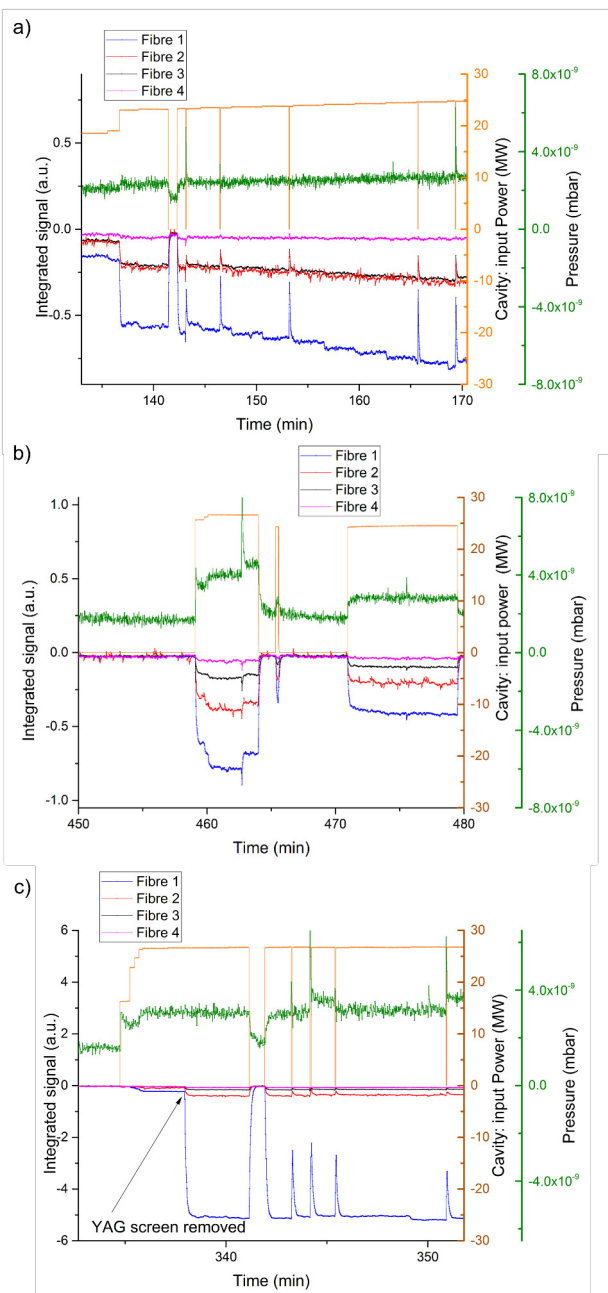 a)
Fibre 1
Fibre 2
Fibre 3
Fibre 4
30
8.0x10-9
0.5
20
4.0x10-9
10
0.0
0
0.0
-10
-4.0x10-9
-0.5
-20
-30
-8.0x10-9
140
150
160
170
Time (min)
Integrated signal (a.u.)
Cavity: input Power (MW)
Pressure (mbar)
b)
Fibre 1
Fibre 2
Fibre 3
Fibre 4
1.0
30
8.0x10-9
20
0.5
4.0x10-9
10
0.0
0
0.0
-10
-0.5
-4.0x10-9
-20
-1.0
-30
-8.0x10-9
450
460
470
480
Time (min)
Integrated signal (a.u.)
Cavity: input power (MW)
Pressure (mbar)
c)
Fibre 1
Fibre 2
Fibre 3
Fibre 4
6
30
4
20
4.0x10-9
2
10
0
0
0.0
-2
-10
-4
-20
-4.0x10-9
YAG screen removed
-6
-30
340
350
Time (min)
Integrated signal (a.u.)
Cavity: input Power (MW)
Pressure (mbar)